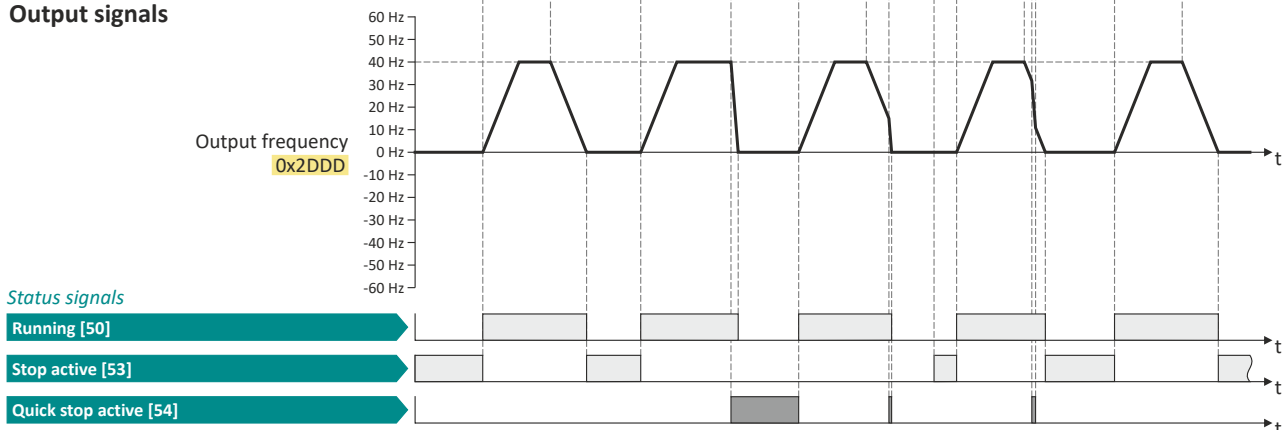 Output signals
60 Hz
50 Hz
40 Hz
30 Hz
20 Hz
10 Hz
0 Hz
-10 Hz
-20 Hz
-30 Hz
-40 Hz
-50 Hz
-60 Hz
Output frequency
0x2DDD
t
Status signals
Running [50]
t
Stop active [53]
t
Quick stop active [54]
t